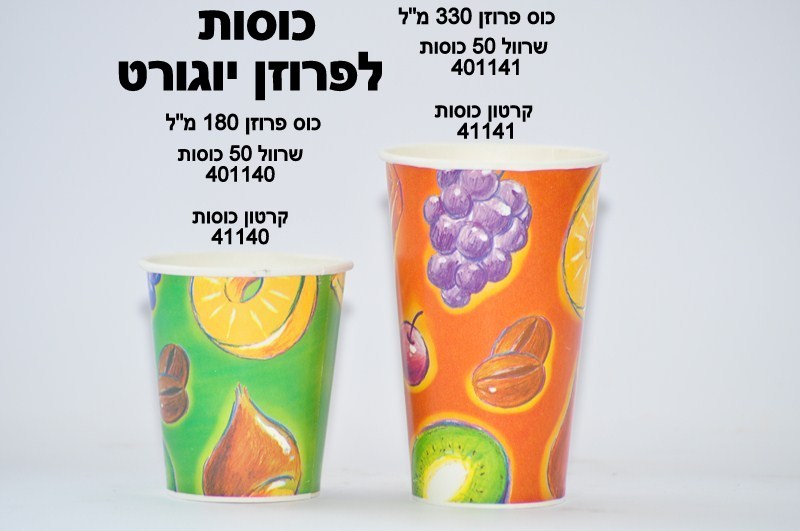 כוסות
לפרוזן יוגורט
כוס פרוזן 180 מ"ל
שרוול 50 כוסות
401140
קרטון כוסות
41140
כוס פרוזן 330 מ"ל
שרוול 50 כוסות
401141
קרטון כוסות
41141